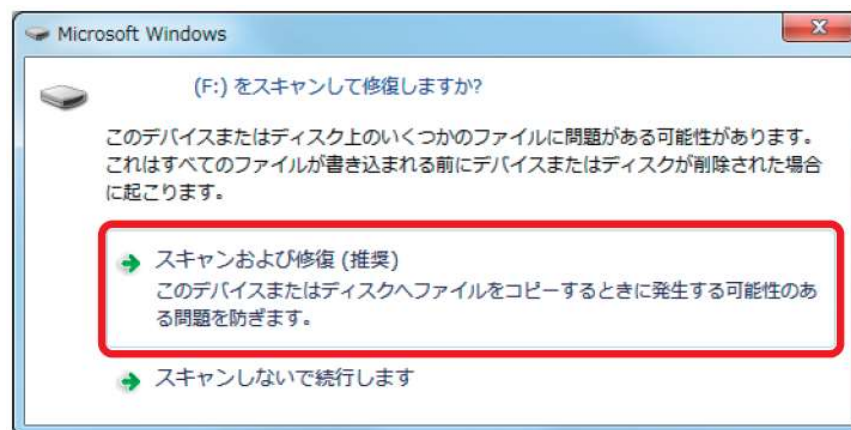 Microsoft Windows
(F:) をスキャンして修復しますか?
このデバイスまたはディスク上のいくつかのファイルに問題がある可能性があります。
これはすべてのファイルが書き込まれる前にデバイスまたはディスクが削除された場合
に起こります。
スキャンおよび修復 (推奨)
このデバイスまたはディスクへファイルをコピーするときに発生する可能性のあ
る問題を防ぎます。
スキャンしないで続行します